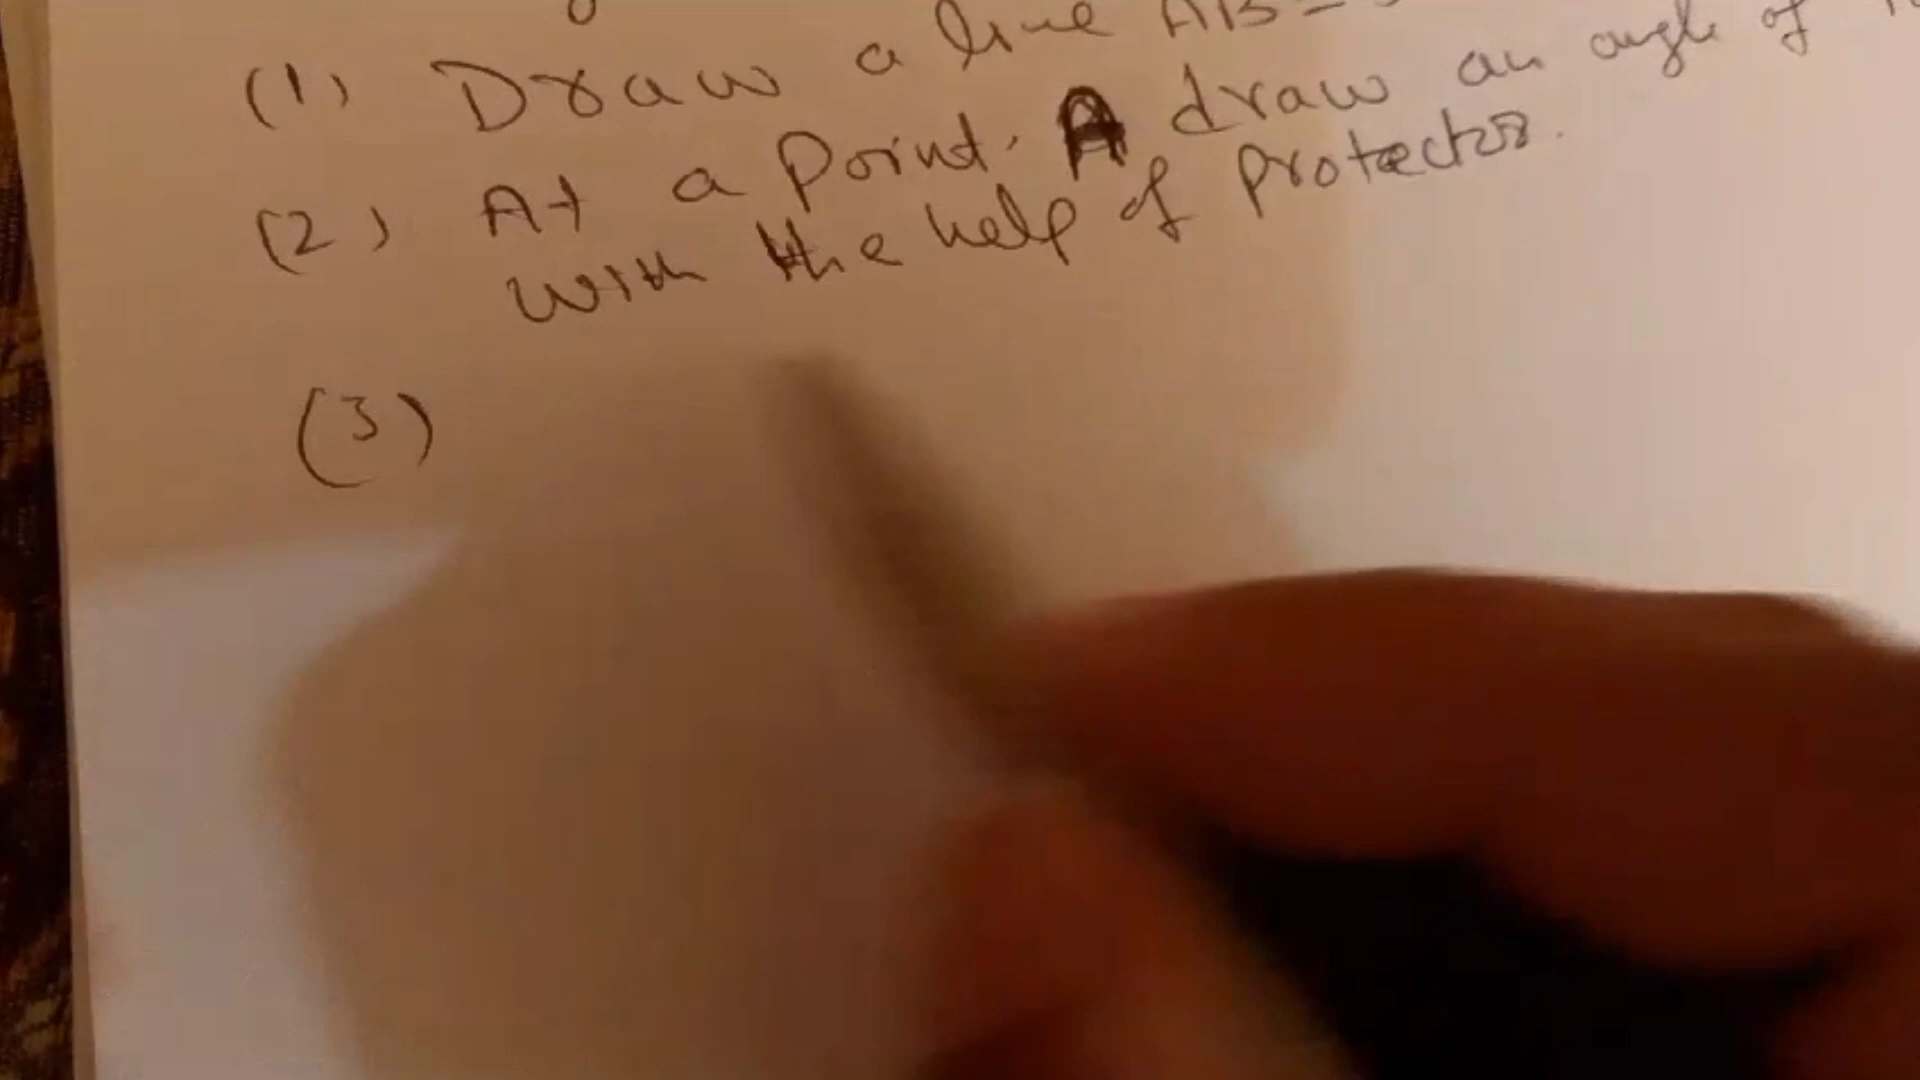 (1) Draw a line AB =
(2) At a point A draw an angle of
with the help of protector.
(3)